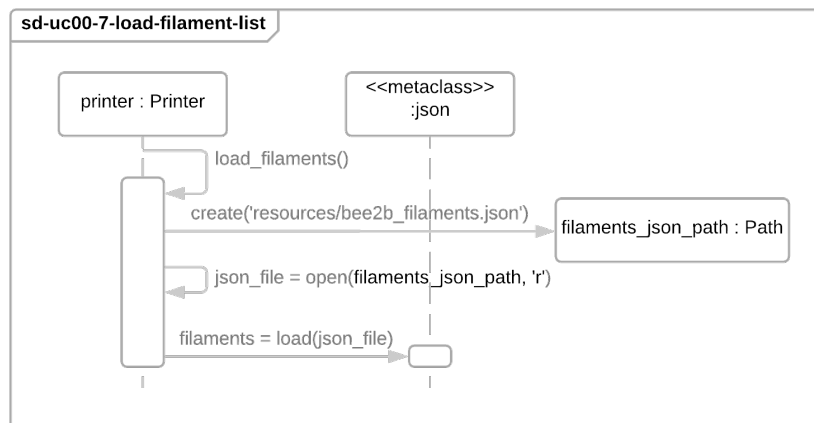 sd-uc00-7-load-filament-list
printer : Printer
<<metaclass>>
:json
load_filaments()
create('resources/bee2b_filaments.json')
filaments_json_path : Path
json_file = open(filaments_json_path, 'r')
filaments = load(json_file)